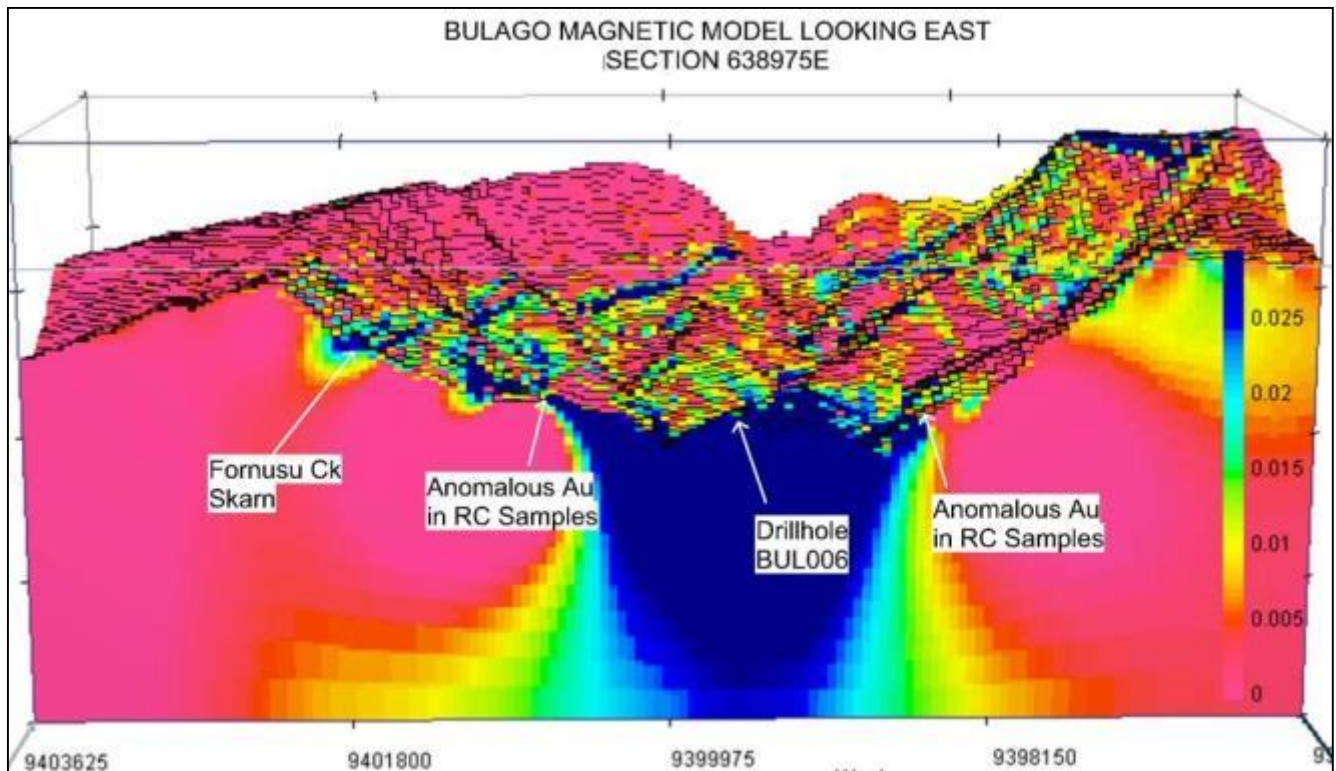 BULAGO MAGNETIC MODEL LOOKING EAST
SECTION 638975E
0.025
0.02
0.015
0.01
0.005
0
Fornusu Ck
Skarn
Anomalous Au
in RC Samples
Drillhole
BUL006
Anomalous Au
in RC Samples
9403625
9401800
9399975
9398150